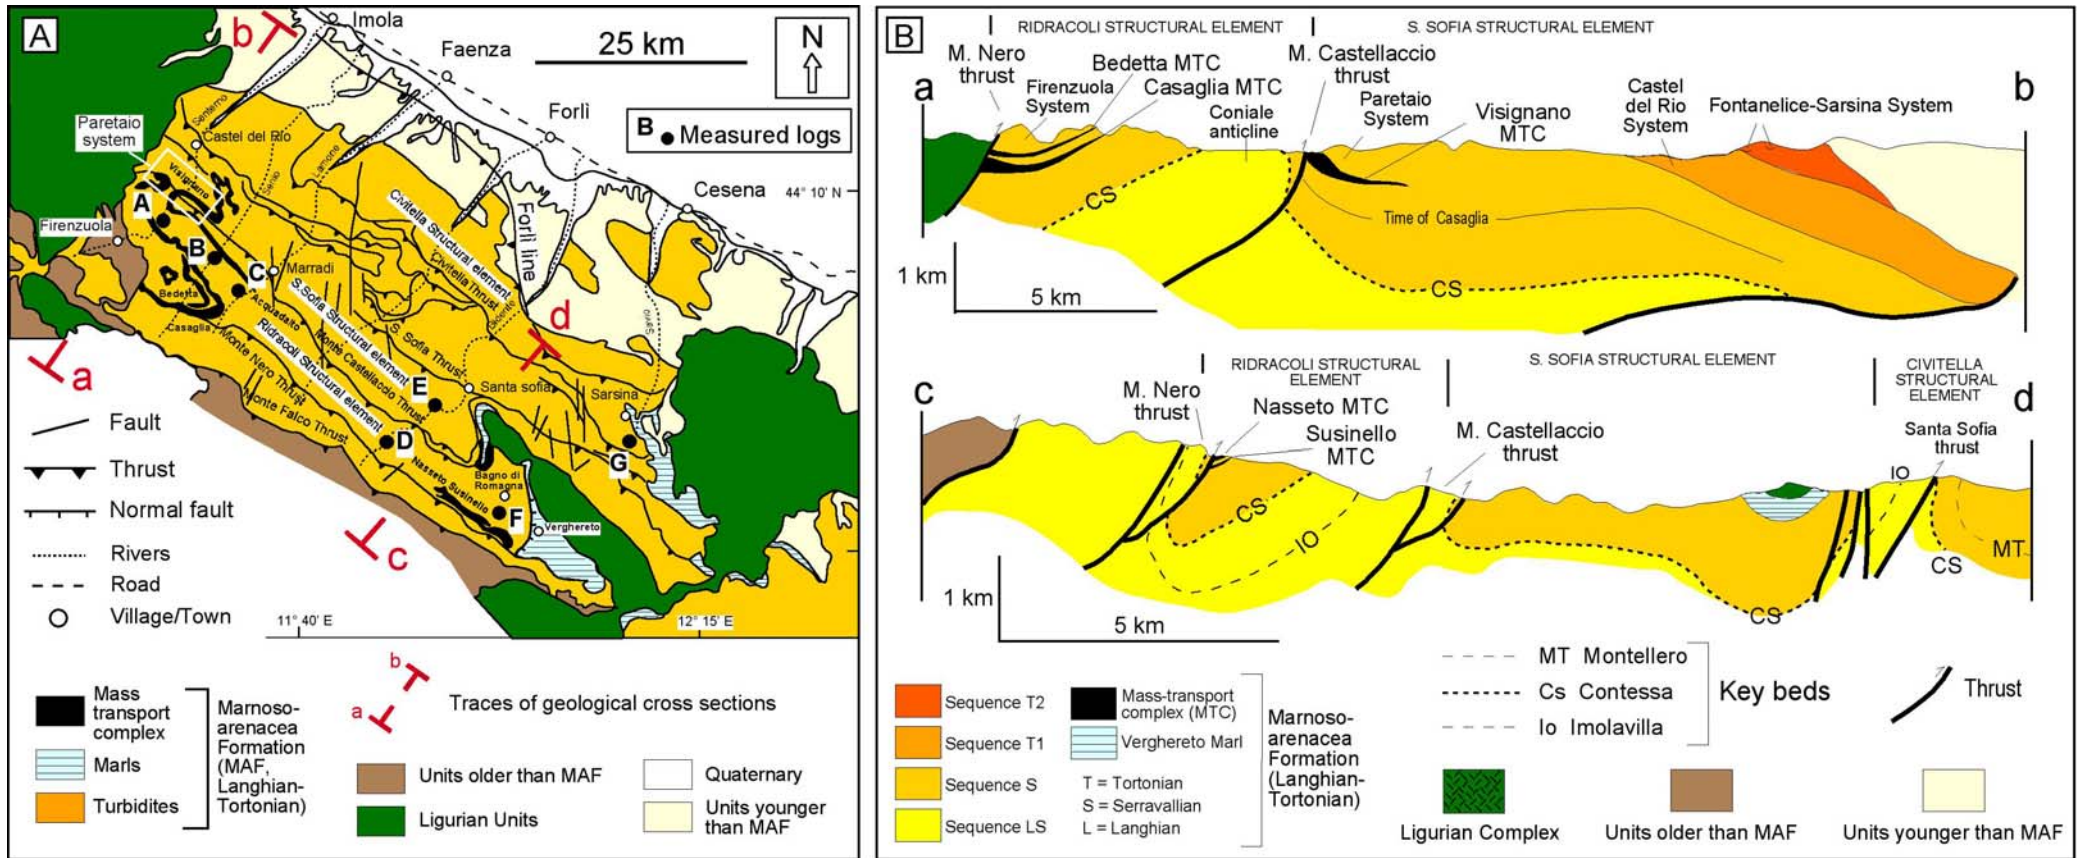 A
b
Imola
Faenza
25 km
N
Forlì
B
Measured logs
Paretaio
system
Santerno
Castel del Rio
Senio
Lamone
Visignano
Cesena
44° 10' N
A
Firenzuola
Civitella Structural element
Civitella Thrust
Forlì line
B
C
Marradi
Bedetta
Acquadalto
S.Sofia Structural element
Bidente
Savio
d
Casaglia
Ridracoli Structural element
Monte Castellaccio Thrust
S. Sofia Thrust
a
Monte Nero Thrust
E
Santa sofia
Sarsina
Monte Falco Thrust
D
G
Nasseto
Susinello
Bagno di
Romagna
F
Verghereto
c
Fault
Thrust
Normal fault
Rivers
Road
Village/Town
11° 40' E
12° 15' E
b
a
Traces of geological cross sections
Mass
transport
complex
Marls
Turbidites
Marnoso-
arenacea
Formation
(MAF,
Langhian-
Tortonian)
Units older than MAF
Ligurian Units
Quaternary
Units younger
than MAF
B
RIDRACOLI STRUCTURAL ELEMENT
S. SOFIA STRUCTURAL ELEMENT
a
M. Nero
thrust
Firenzuola
System
Bedetta MTC
Casaglia MTC
Coniale
anticline
M. Castellaccio
thrust
Paretaio
System
Visignano
MTC
Castel
del Rio
System
Fontanelice-Sarsina System
b
CS
Time of Casaglia
CS
1 km
5 km
RIDRACOLI STRUCTURAL
ELEMENT
S. SOFIA STRUCTURAL ELEMENT
CIVITELLA
STRUCTURAL
ELEMENT
c
M. Nero
thrust
Nasseto MTC
Susinello
MTC
M. Castellaccio
thrust
Santa Sofia
thrust
d
CS
IO
IO
MT
CS
CS
1 km
5 km
Sequence T2
Sequence T1
Sequence S
Sequence LS
Mass-transport
complex (MTC)
Verghereto Marl
T = Tortonian
S = Serravallian
L = Langhian
Marnoso-
arenacea
Formation
(Langhian-
Tortonian)
MT Montellero
Cs Contessa
Io Imolavilla
Key beds
Thrust
Ligurian Complex
Units older than MAF
Units younger than MAF